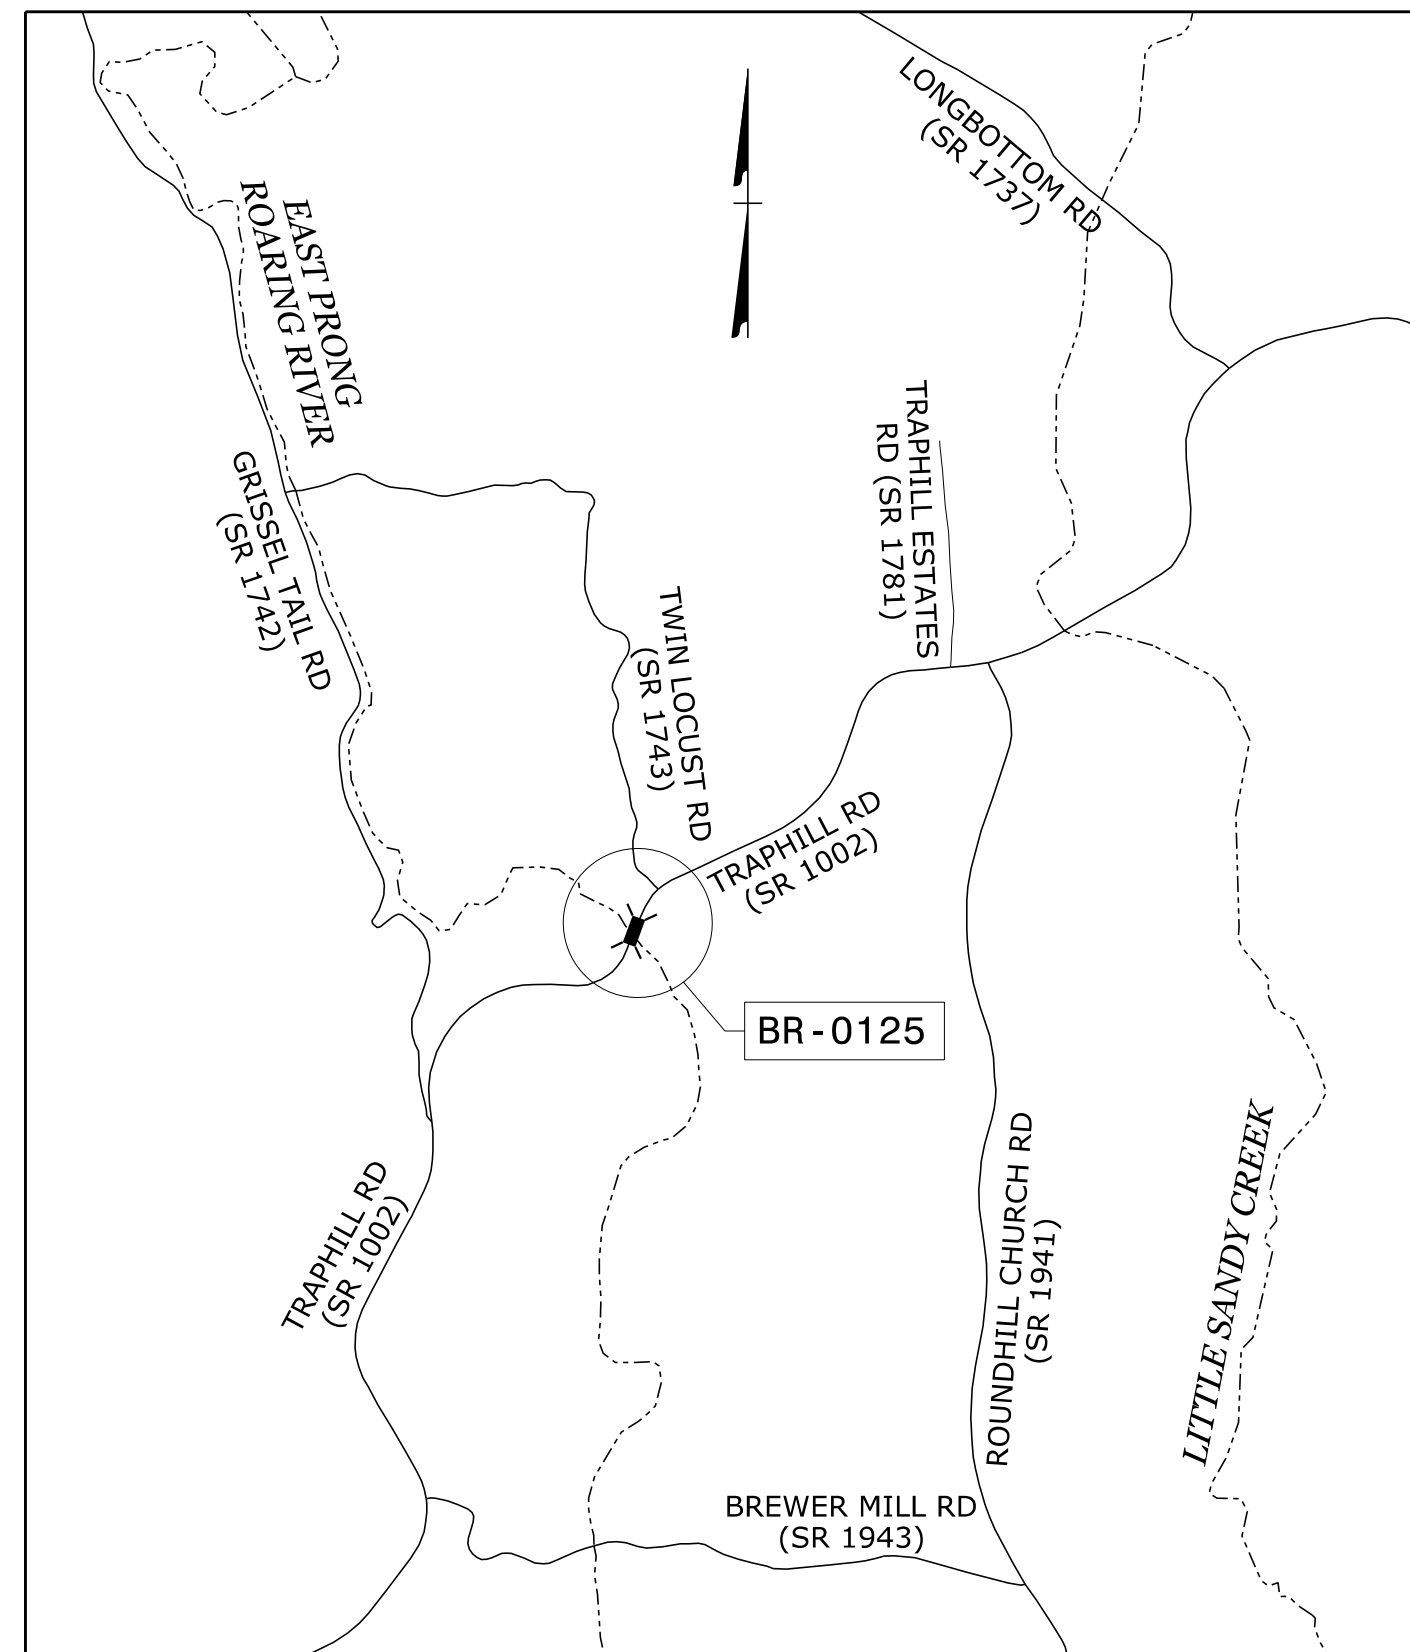 LONGBOTTOM RD
(SR 1737)
EAST PRONG
ROARING RIVER
GRISSEL TAIL RD
(SR 1742)
TRAPHILL ESTATES
RD (SR 1781)
TWIN LOCUST RD
(SR 1743)
TRAPHILL RD
(SR 1002)
BR-0125
TRAPHILL RD
(SR 1002)
ROUNDHILL CHURCH RD
(SR 1941)
LITTLE SANDY CREEK
BREWER MILL RD
(SR 1943)